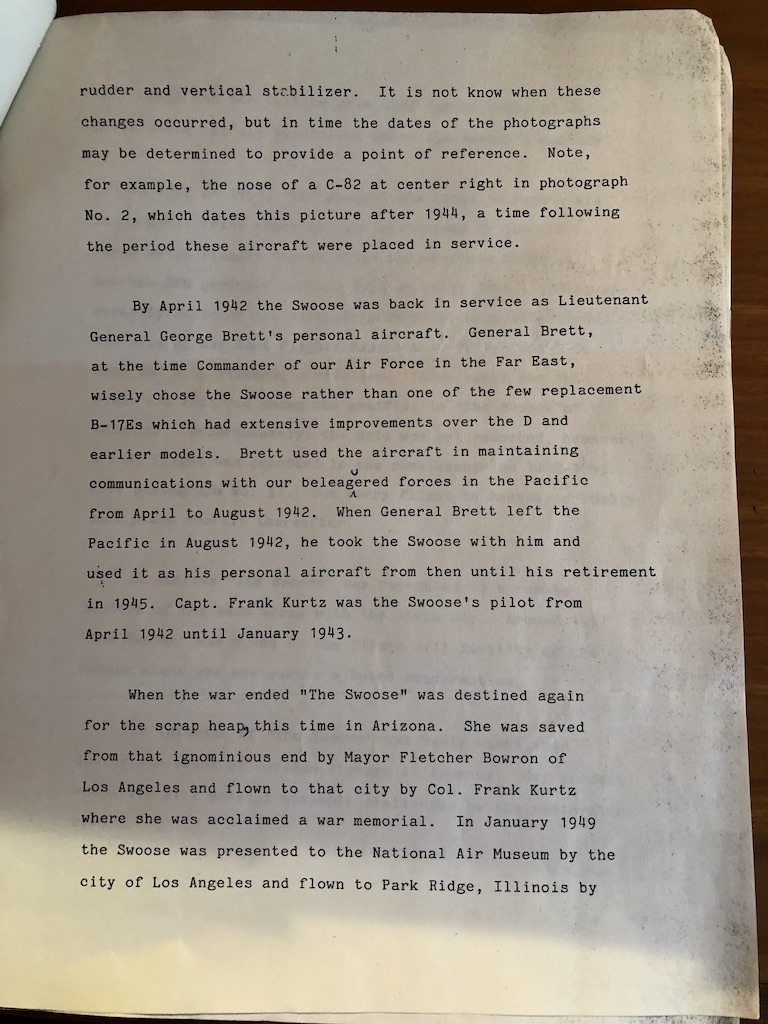 rudder and vertical stabilizer. It is not know when these
changes occurred, but in time the dates of the photographs
may be determined to provide a point of reference. Note,
for example, the nose of a C-82 at center right in photograph
No. 2, which dates this picture after 1944, a time following
the period these aircraft were placed in service.
By April 1942 the Swoose was back in service as Lieutenant
General George Brett's personal aircraft. General Brett,
at the time Commander of our Air Force in the Far East,
wisely chose the Swoose rather than one of the few replacement
B-17Es which had extensive improvements over the D and
earlier models. Brett used the aircraft in maintaining
communications with our beleaguered forces in the Pacific
from April to August 1942. When General Brett left the
Pacific in August 1942, he took the Swoose with him and
used it as his personal aircraft from then until his retirement
in 1945. Capt. Frank Kurtz was the Swoose's pilot from
April 1942 until January 1943.
When the war ended "The Swoose" was destined again
for the scrap heap, this time in Arizona. She was saved
from that ignominious end by Mayor Fletcher Bowron of
Los Angeles and flown to that city by Col. Frank Kurtz
where she was acclaimed a war memorial. In January 1949
the Swoose was presented to the National Air Museum by the
city of Los Angeles and flown to Park Ridge, Illinois by